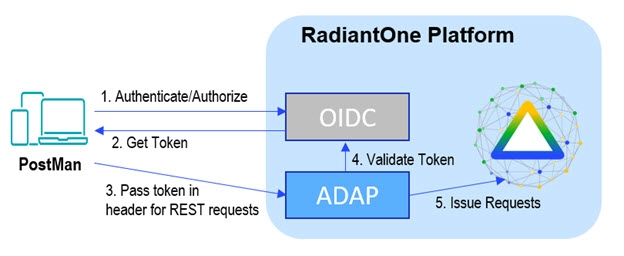 RadiantOne Platform
1. Authenticate/Authorize
OIDC
2. Get Token
PostMan
4. Validate Token
3. Pass token in
header for REST requests
ADAP
5. Issue Requests